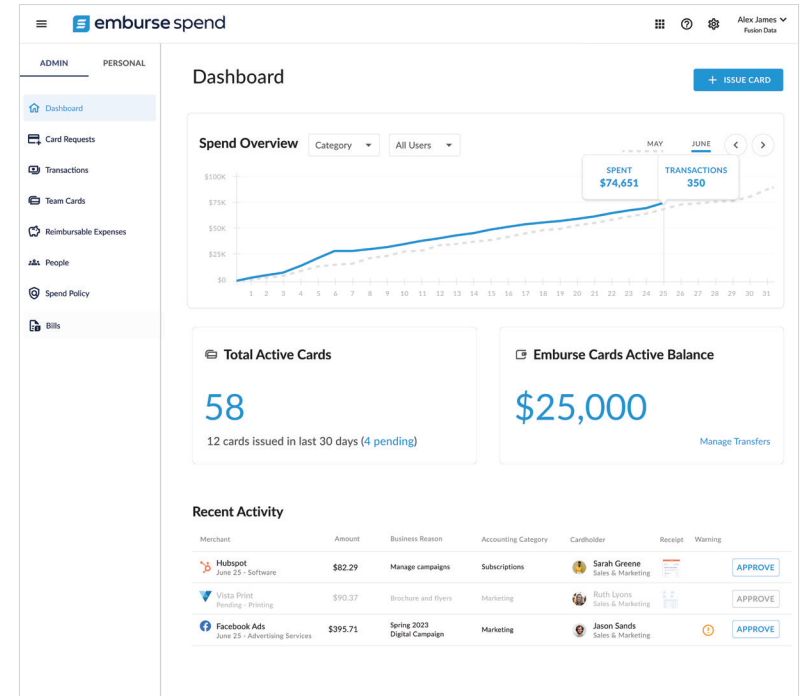 emburse spend
Alex James
Fusion Data
ADMIN PERSONAL
Dashboard
Card Requests
Transactions
Team Cards
Reimbursable Expenses
People
Spend Policy
Bills
Dashboard
+ ISSUE CARD
Spend Overview Category All Users MAY JUNE
SPENT TRANSACTIONS
$74,651 350
$100K
$75K
$50K
$25K
$0
1 2 3 4 5 6 7 8 9 10 11 12 13 14 15 16 17 18 19 20 21 22 23 24 25 26 27 28 29 30 31
Total Active Cards
58
12 cards issued in last 30 days (4 pending)
Emburse Cards Active Balance
$25,000
Manage Transfers
Recent Activity
Merchant Amount Business Reason Accounting Category Cardholder Receipt Warning
Hubspot
June 25 - Software
$82.29
Manage campaigns
Subscriptions
Sarah Greene
Sales & Marketing
APPROVE
Vista Print
Pending - Printing
$90.37
Brochure and flyers
Marketing
Ruth Lyons
Sales & Marketing
APPROVE
Facebook Ads
June 25 - Advertising Services
$395.71
Spring 2023
Digital Campaign
Marketing
Jason Sands
Sales & Marketing
APPROVE